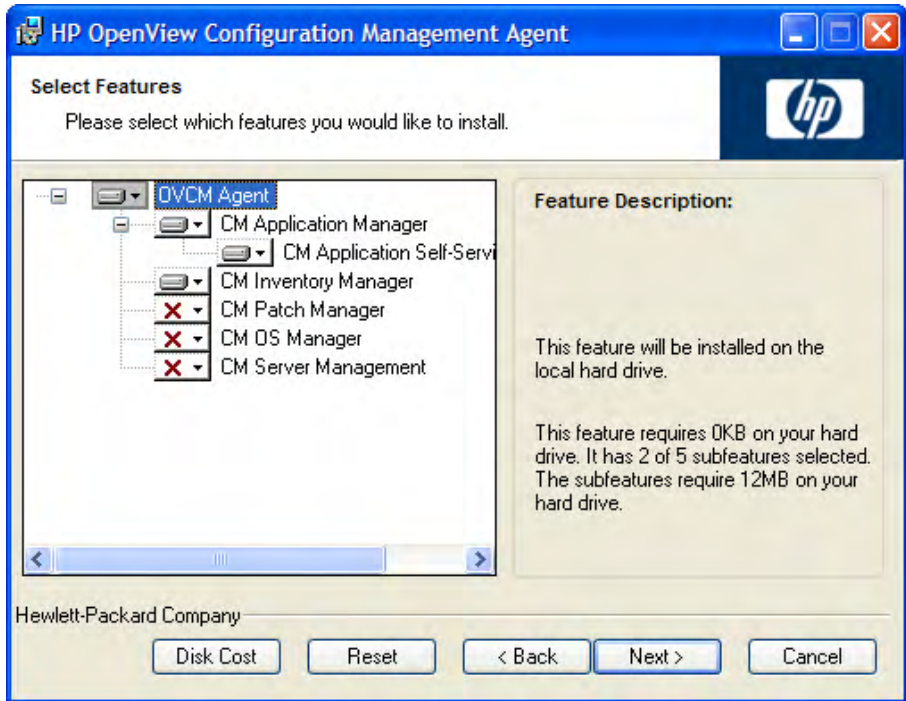 HP OpenView Configuration Management Agent
Select Features
Please select which features you would like to install.
hp
OVCM Agent
CM Application Manager
CM Application Self-Servi
CM Inventory Manager
CM Patch Manager
CM OS Manager
CM Server Management
Feature Description:
This feature will be installed on the
local hard drive.
This feature requires 0KB on your hard
drive. It has 2 of 5 subfeatures selected.
The subfeatures require 12MB on your
hard drive.
Hewlett-Packard Company
Disk Cost
Reset
< Back
Next >
Cancel